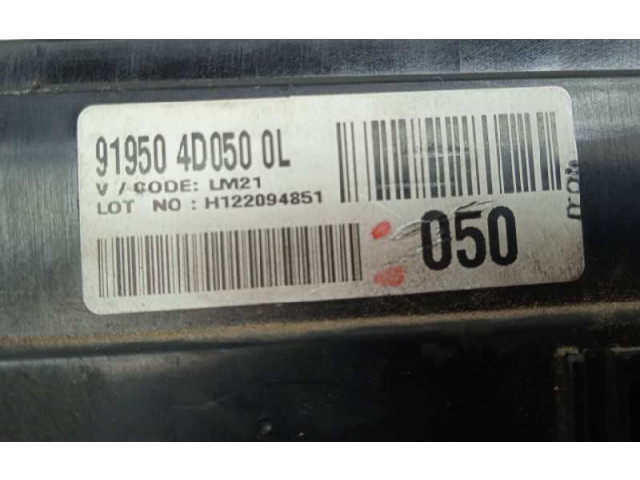 91950 4D050 0L
V / CODE: LM21
LOT NO : H122094851
050